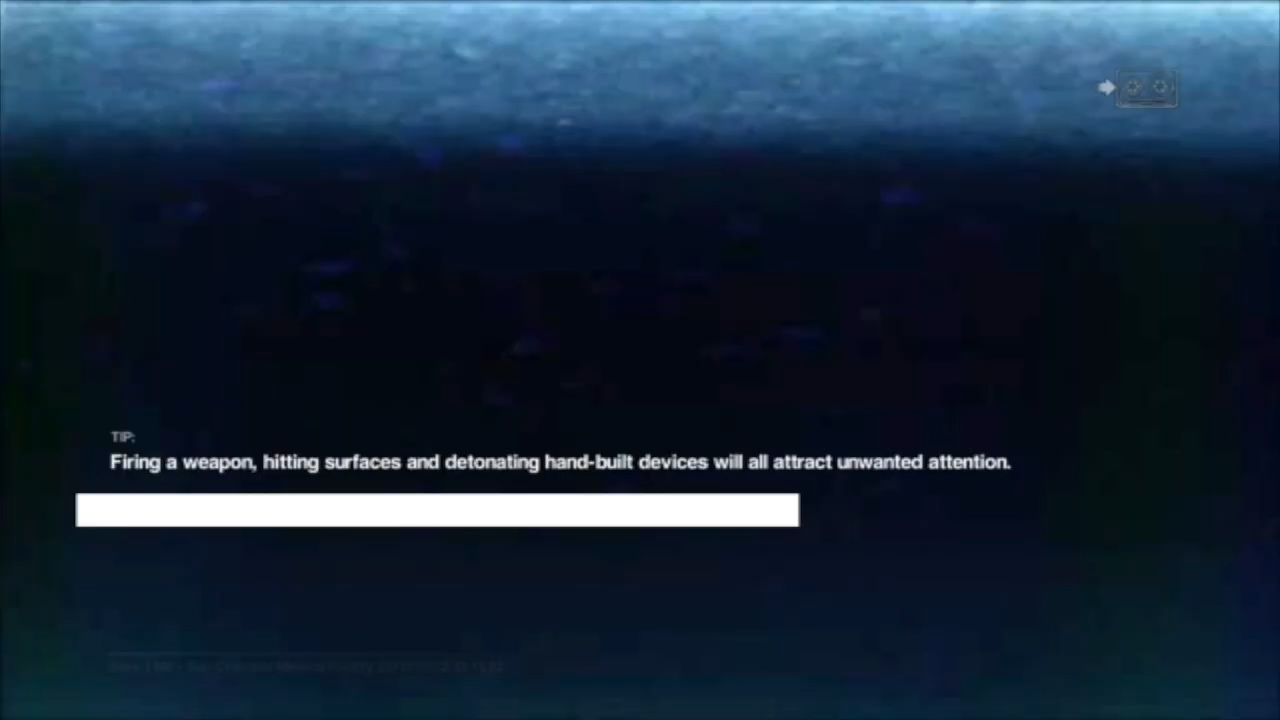 TIP:
Firing a weapon, hitting surfaces and detonating hand-built devices will all attract unwanted attention.